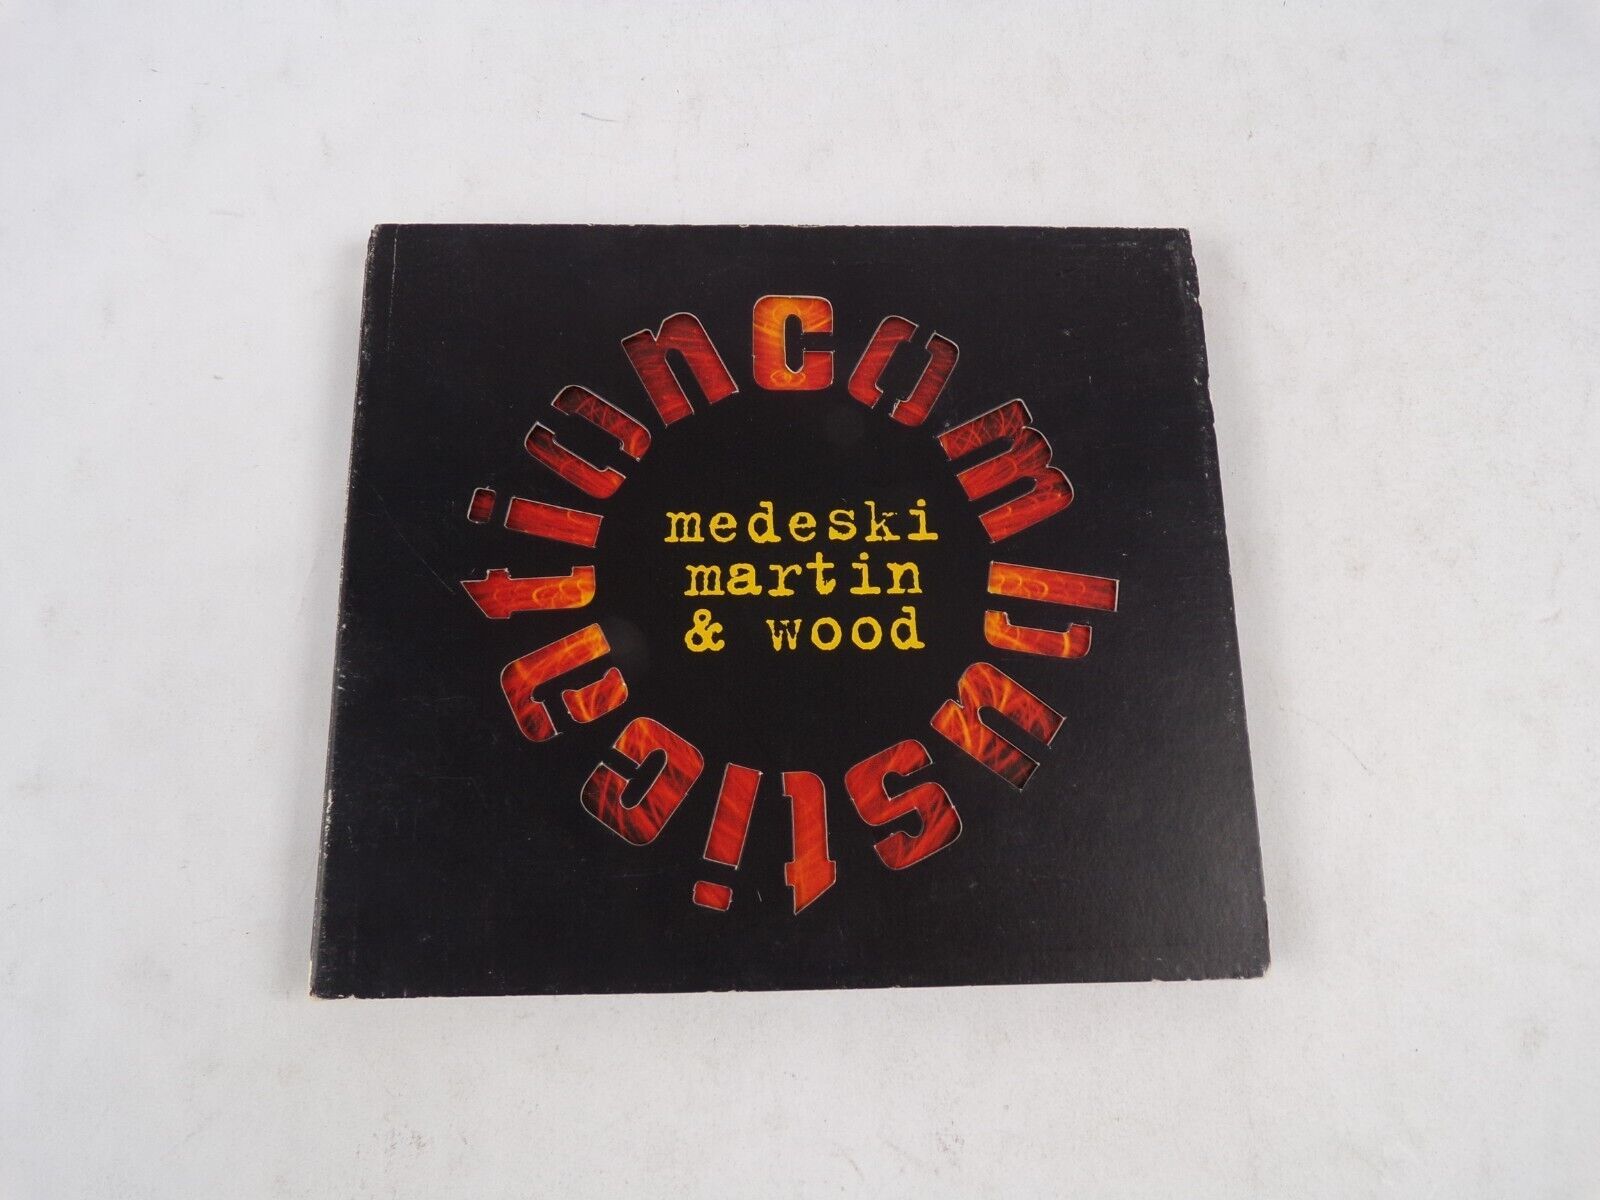 combustication
medeski
martin
& wood